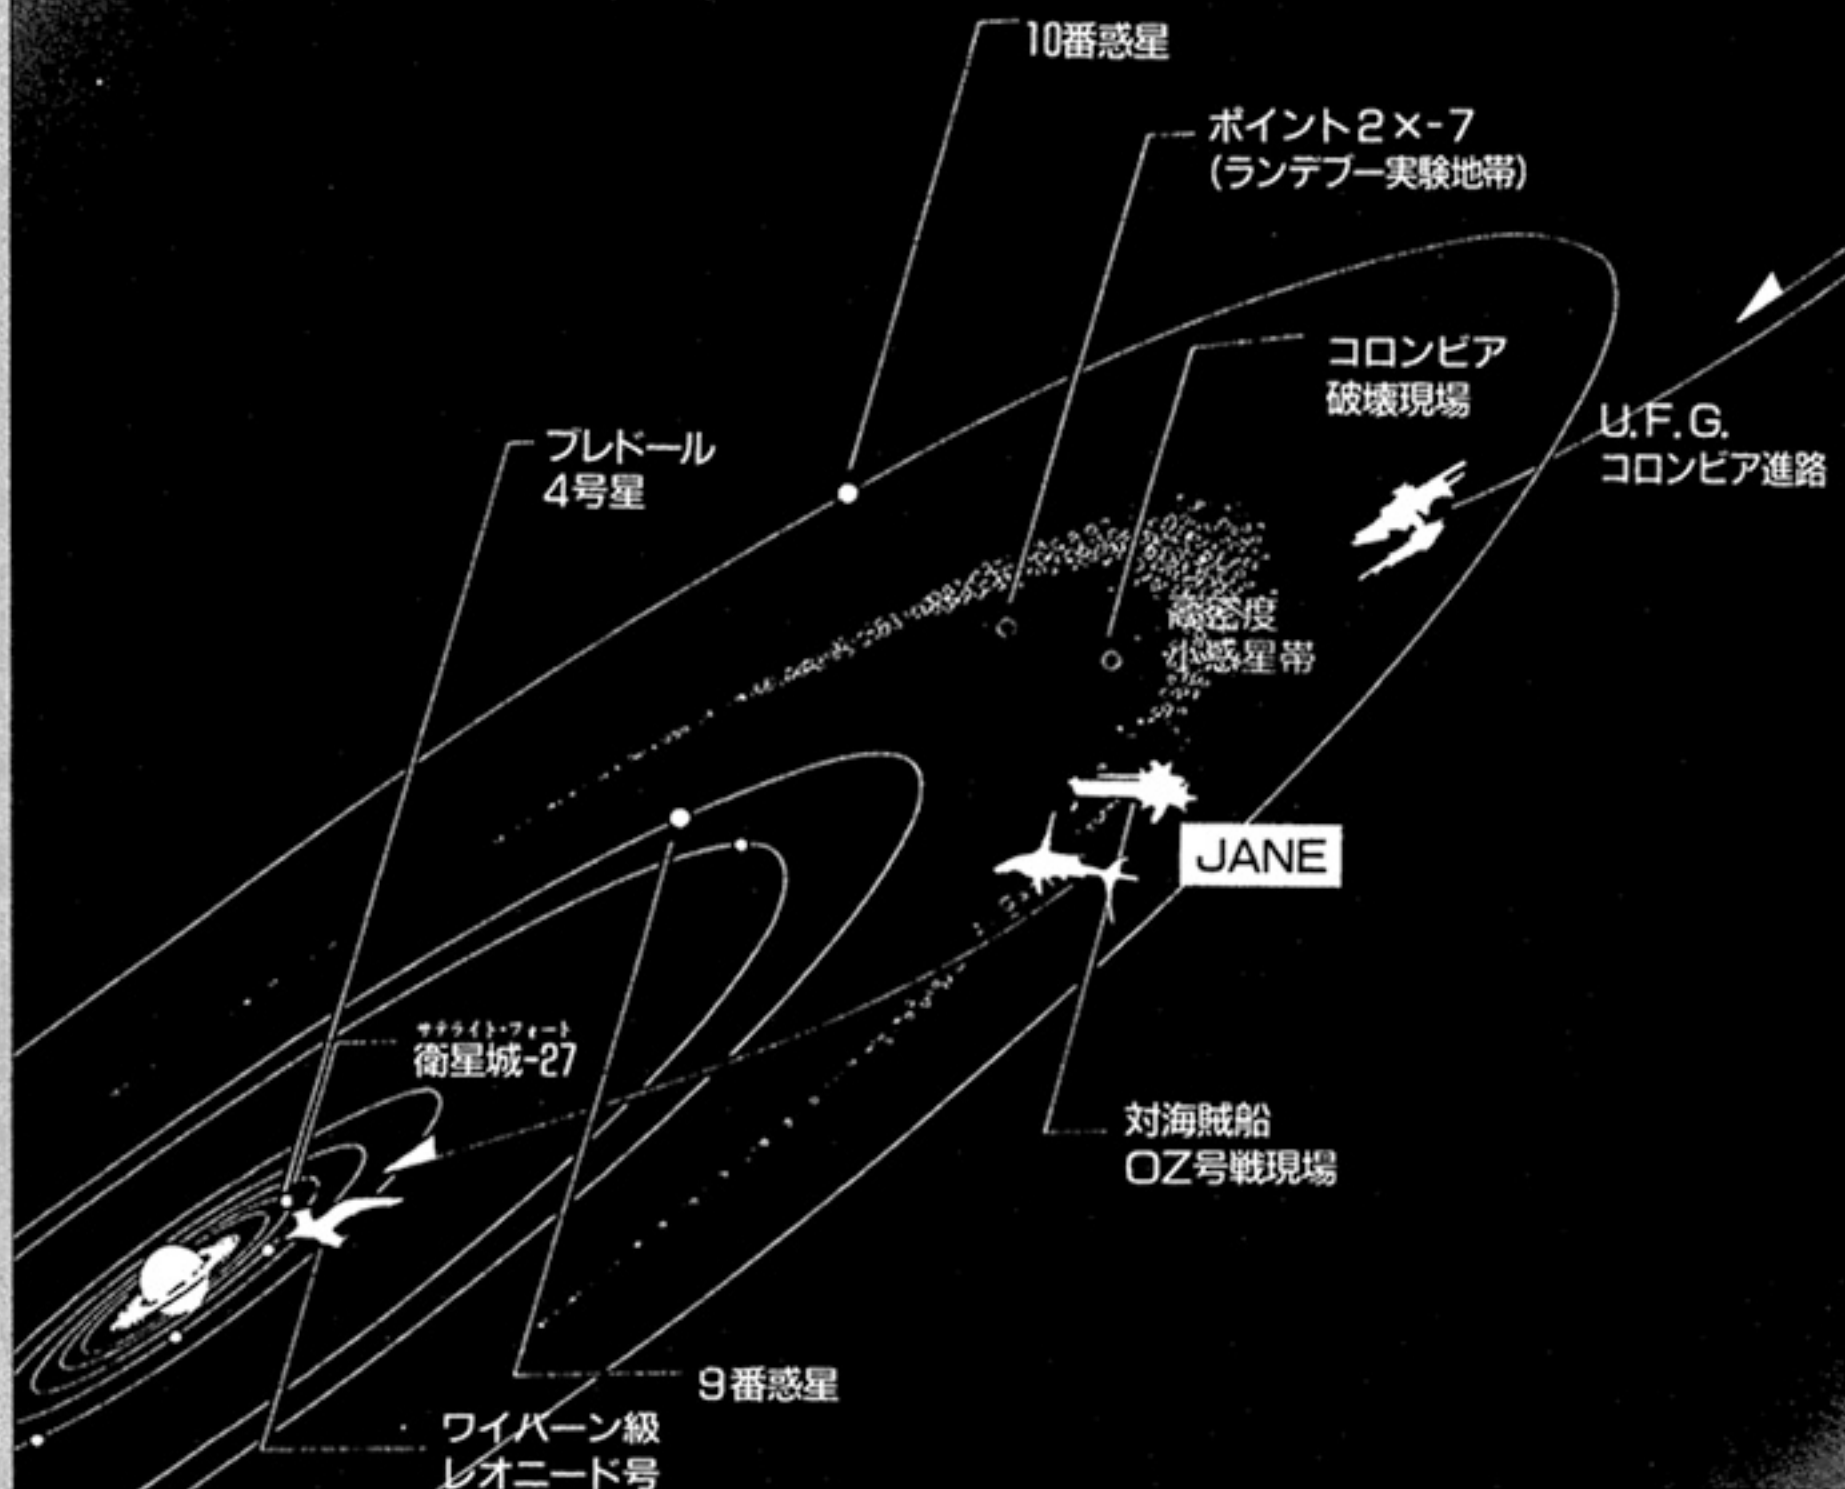 10番惑星
ポイント2×-7
(ランデブー実験地帯)
コロンビア
破壊現場
U.F.G.
コロンビア進路
ブレドール
4号星
高密度
小惑星帯
JANE
サテライト・フォート
衛星城-27
対海賊船
OZ号戦現場
9番惑星
ワイバーン級
レオニード号